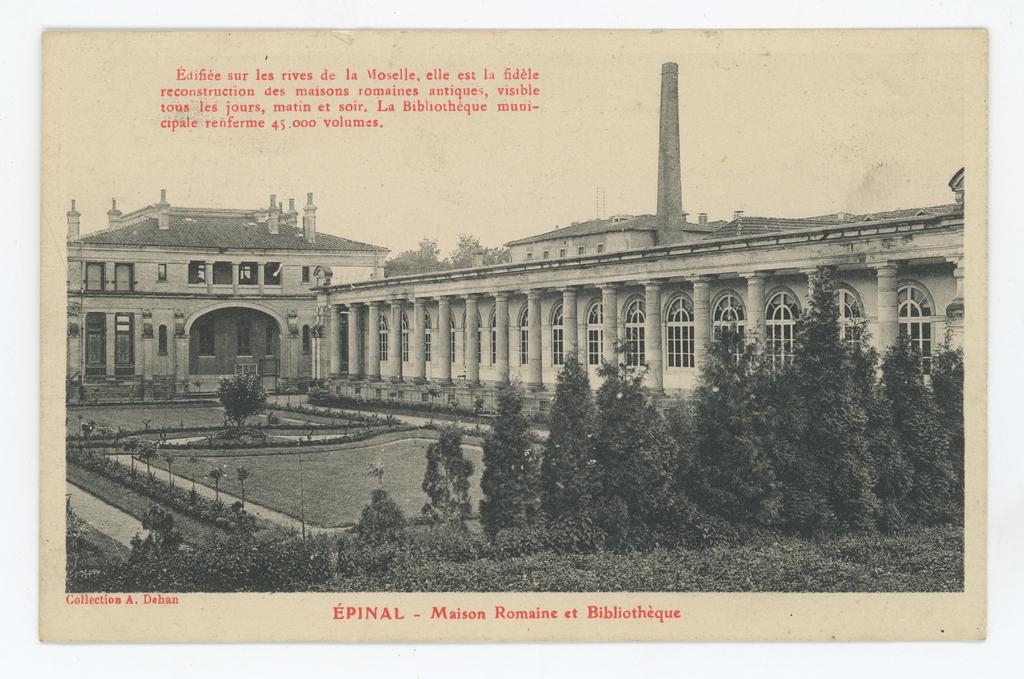 Édifiée sur les rives de la Moselle, elle est la fidèle
reconstruction des maisons romaines antiques, visible
tous les jours, matin et soir. La Bibliothèque muni-
cipale renferme 45.000 volumes.
Collection A. Dehan
ÉPINAL - Maison Romaine et Bibliothèque